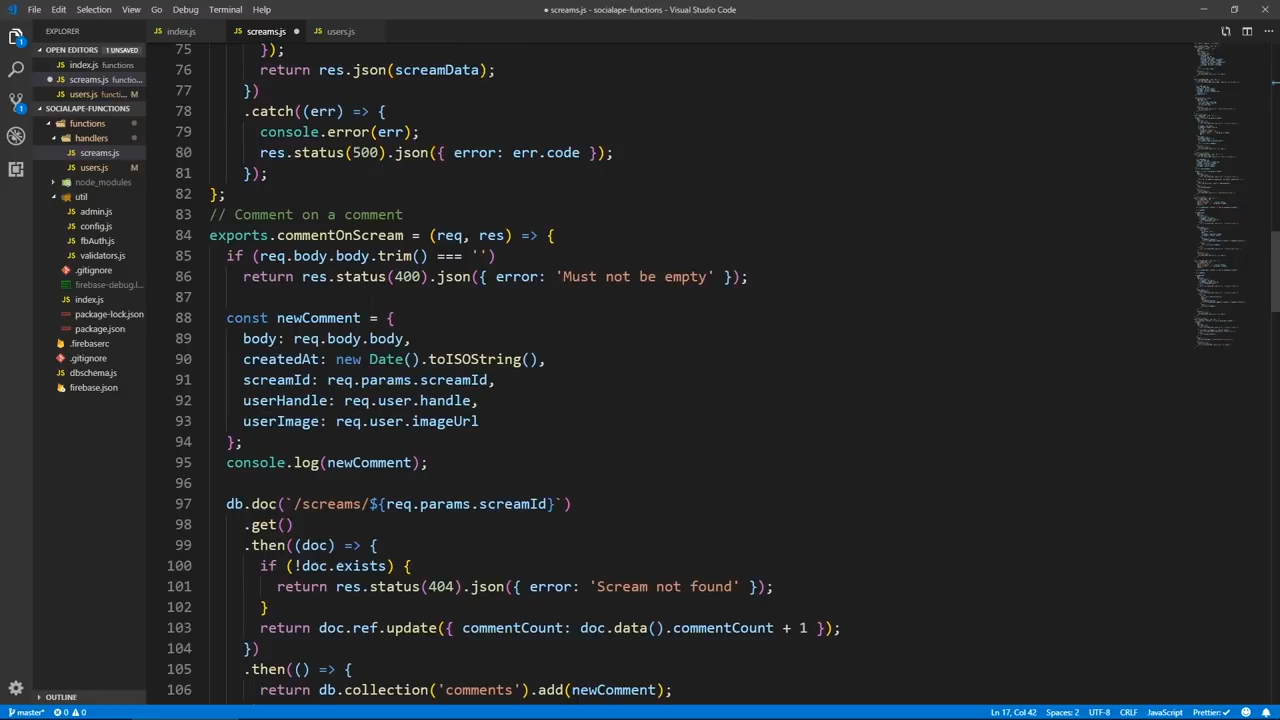 File Edit Selection View Go Debug Terminal Help
screams.js - socialape-functions - Visual Studio Code
EXPLORER
OPEN EDITORS 1 UNSAVED
index.js functions
screams.js functio...
users.js functi... M
SOCIALAPE-FUNCTIONS
functions
handlers
screams.js
users.js M
node_modules
util
admin.js
config.js
fbAuth.js
validators.js
.gitignore
firebase-debug.l...
index.js
package-lock.json
package.json
.firebaserc
.gitignore
dbschema.js
firebase.json
OUTLINE
index.js screams.js users.js
75 });
76 return res.json(screamData);
77 })
78 .catch((err) => {
79 console.error(err);
80 res.status(500).json({ error: err.code });
81 });
82 };
83 // Comment on a comment
84 exports.commentOnScream = (req, res) => {
85 if (req.body.body.trim() === '')
86 return res.status(400).json({ error: 'Must not be empty' });
87
88 const newComment = {
89 body: req.body.body,
90 createdAt: new Date().toISOString(),
91 screamId: req.params.screamId,
92 userHandle: req.user.handle,
93 userImage: req.user.imageUrl
94 };
95 console.log(newComment);
96
97 db.doc(`/screams/${req.params.screamId}`)
98 .get()
99 .then((doc) => {
100 if (!doc.exists) {
101 return res.status(404).json({ error: 'Scream not found' });
102 }
103 return doc.ref.update({ commentCount: doc.data().commentCount + 1 });
104 })
105 .then(() => {
106 return db.collection('comments').add(newComment);
master* 0 0
Ln 17, Col 42 Spaces: 2 UTF-8 CRLF JavaScript Prettier: ✓